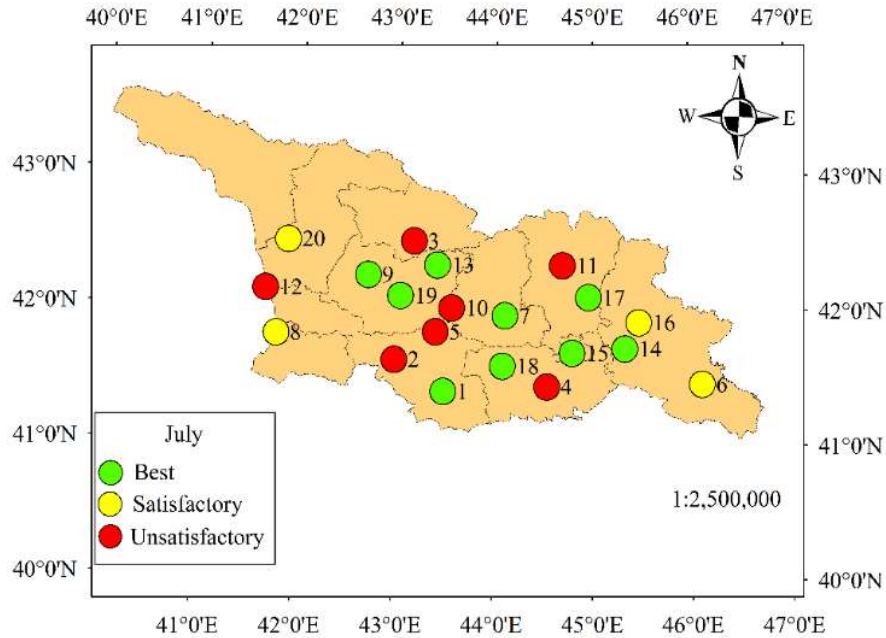 40°0'E 41°0'E 42°0'E 43°0'E 44°0'E 45°0'E 46°0'E 47°0'E
N
W E
S
43°0'N 43°0'N
20
3
13
11
9
12
19
10
17
42°0'N 42°0'N
7
16
8
5
14
15
2
18
6
4
1
41°0'N 41°0'N
July
Best
Satisfactory
Unsatisfactory
1:2,500,000
40°0'N 40°0'N
41°0'E 42°0'E 43°0'E 44°0'E 45°0'E 46°0'E 47°0'E